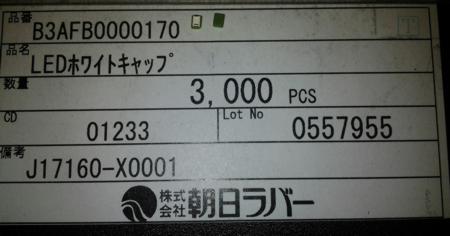 品番 B3AFB0000170
品名 LEDホワイトキャップ
数量 3,000 PCS
CD 01233 Lot No 0557955
備考 J17160-X0001
株式会社 朝日ラバー